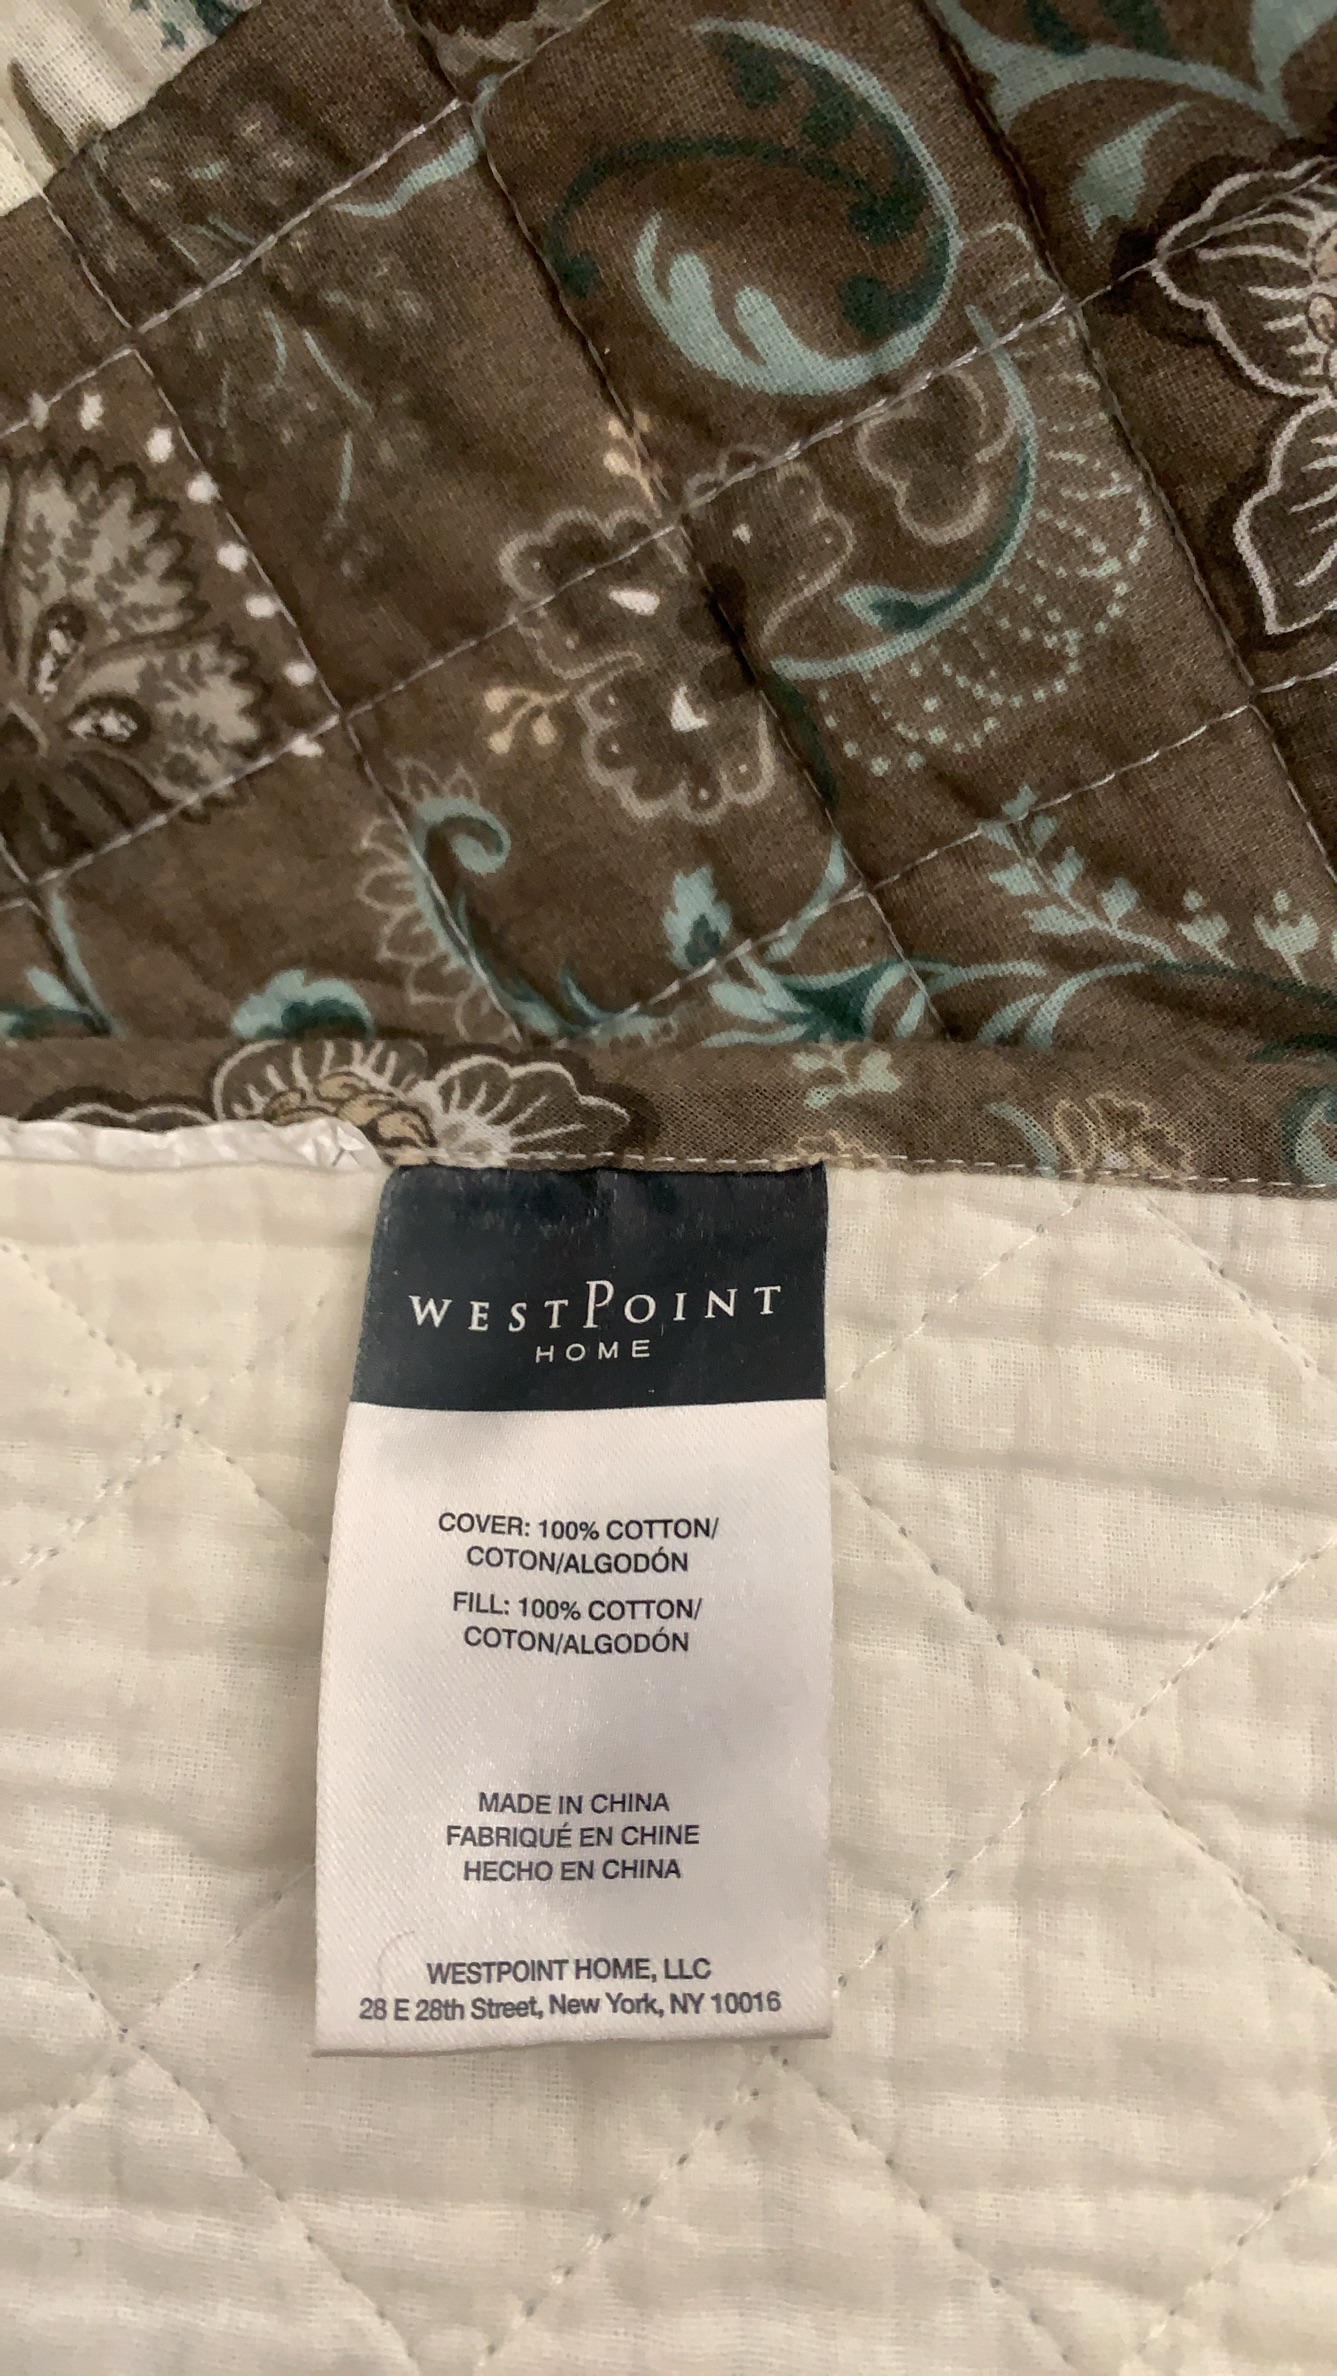 WESTPOINT
HOME
COVER: 100% COTTON/
COTON/ALGODÓN
FILL: 100% COTTON/
COTON/ALGODÓN
MADE IN CHINA
FABRIQUÉ EN CHINE
HECHO EN CHINA
WESTPOINT HOME, LLC
28 E 28th Street, New York, NY 10016